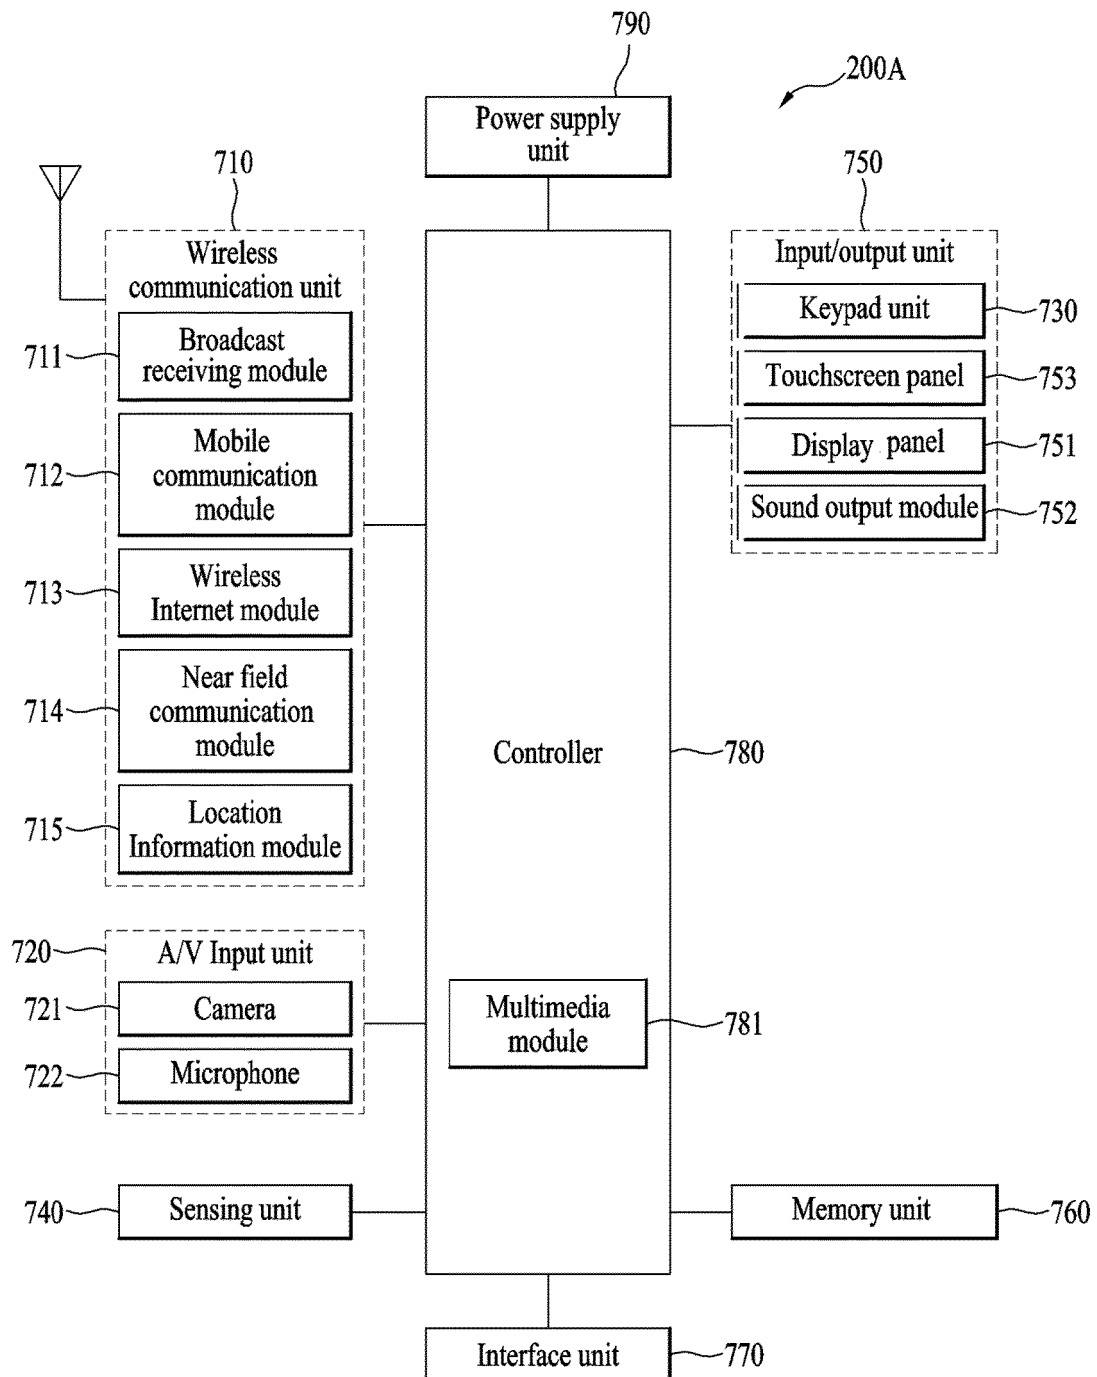 790
200A
Power supply
unit
710
750
Wireless
communication unit
711
Broadcast
receiving module
712
Mobile
communication
module
713
Wireless
Internet module
714
Near field
communication
module
715
Location
Information module
Input/output unit
Keypad unit
730
Touchscreen panel
753
Display panel
751
Sound output module
752
Controller
780
720
A/V Input unit
721
Camera
722
Microphone
Multimedia
module
781
740
Sensing unit
Memory unit
760
Interface unit
770